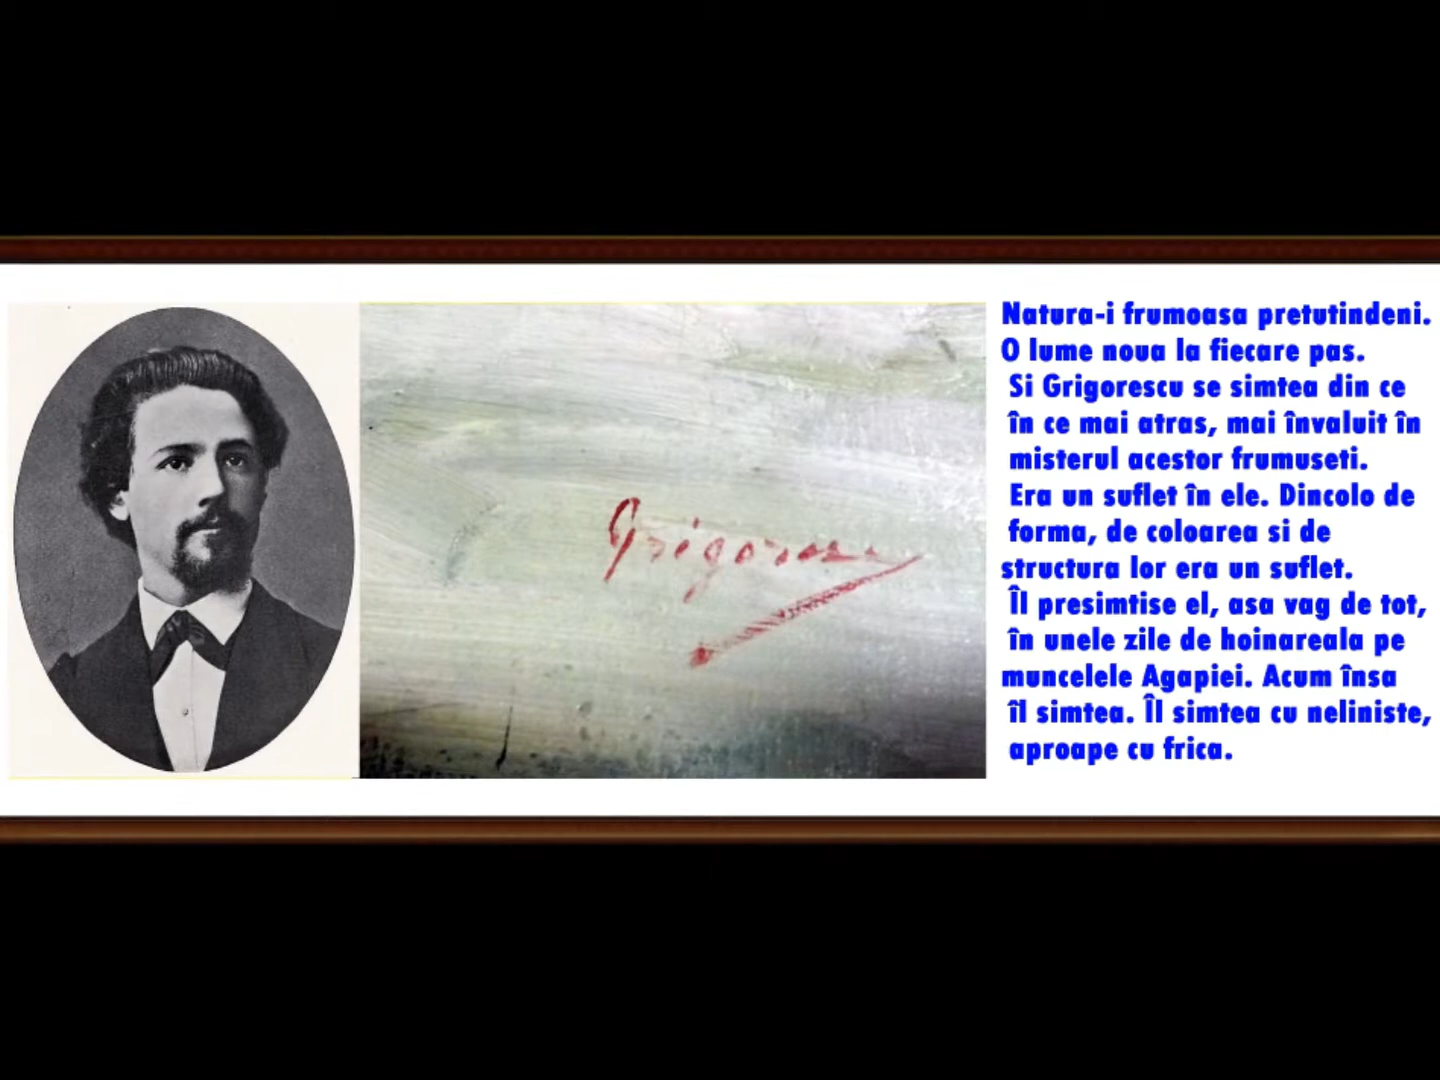 Grigorescu
Natura-i frumoasa pretutindeni.
O lume noua la fiecare pas.
Si Grigorescu se simtea din ce
în ce mai atras, mai învaluit în
misterul acestor frumuseti.
Era un suflet în ele. Dincolo de
forma, de coloarea si de
structura lor era un suflet.
Îl presimtise el, asa vag de tot,
în unele zile de hoinareala pe
muncelele Agapiei. Acum însa
îl simtea. Îl simtea cu neliniste,
aproape cu frica.